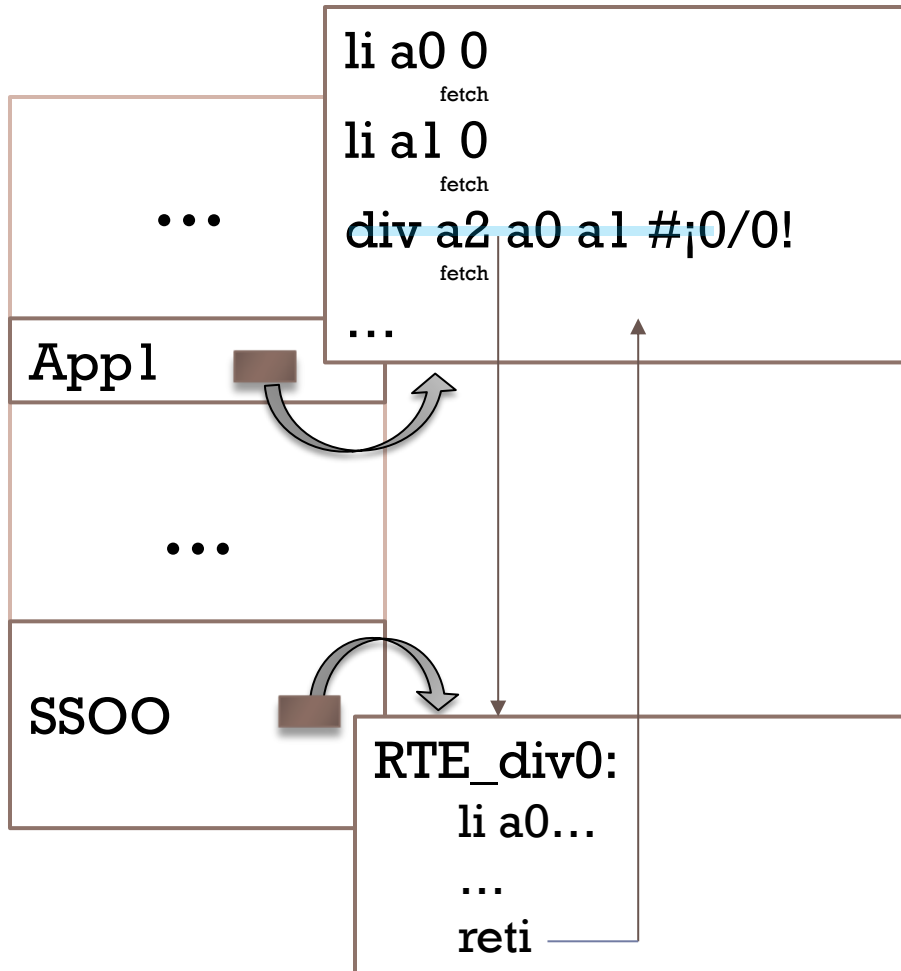 li a0 0
fetch
li a1 0
fetch
div a2 a0 a1 #¡0/0!
fetch
…
…
App1
…
SSOO
RTE_div0:
li a0…
…
reti